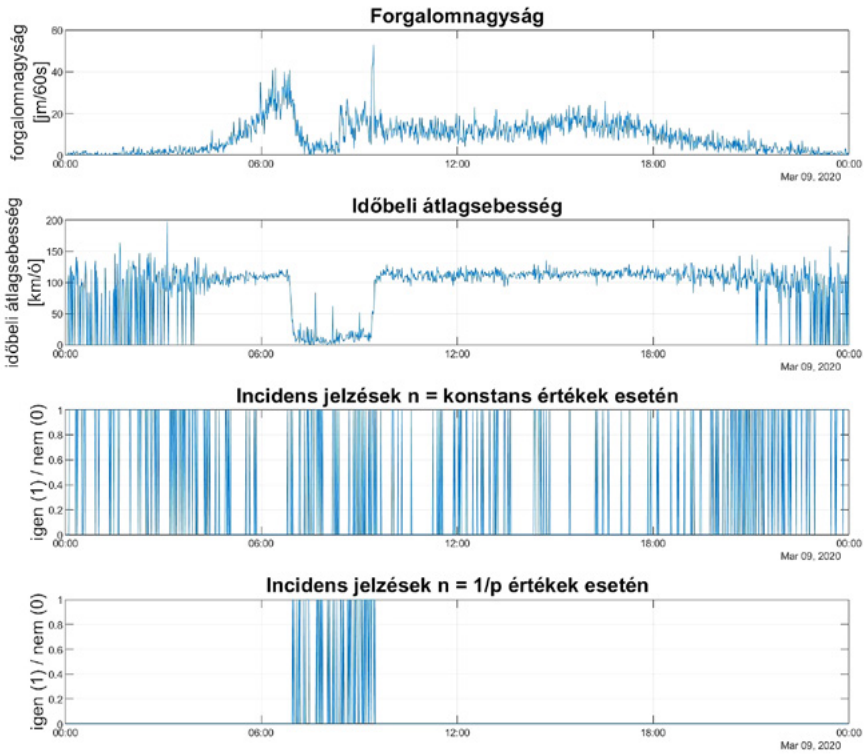 Forgalomnagyság
forgalomnagyság
[jm/60s]
60
40
20
0
00:00 06:00 12:00 18:00 00:00
Mar 09, 2020
Időbeli átlagsebesség
időbeli átlagsebesség
[km/ó]
200
150
100
50
0
00:00 06:00 12:00 18:00 00:00
Mar 09, 2020
Incidens jelzések n = konstans értékek esetén
igen (1) / nem (0)
1
0.8
0.6
0.4
0.2
0
00:00 06:00 12:00 18:00 00:00
Mar 09, 2020
Incidens jelzések n = 1/p értékek esetén
igen (1) / nem (0)
1
0.8
0.6
0.4
0.2
0
00:00 06:00 12:00 18:00 00:00
Mar 09, 2020